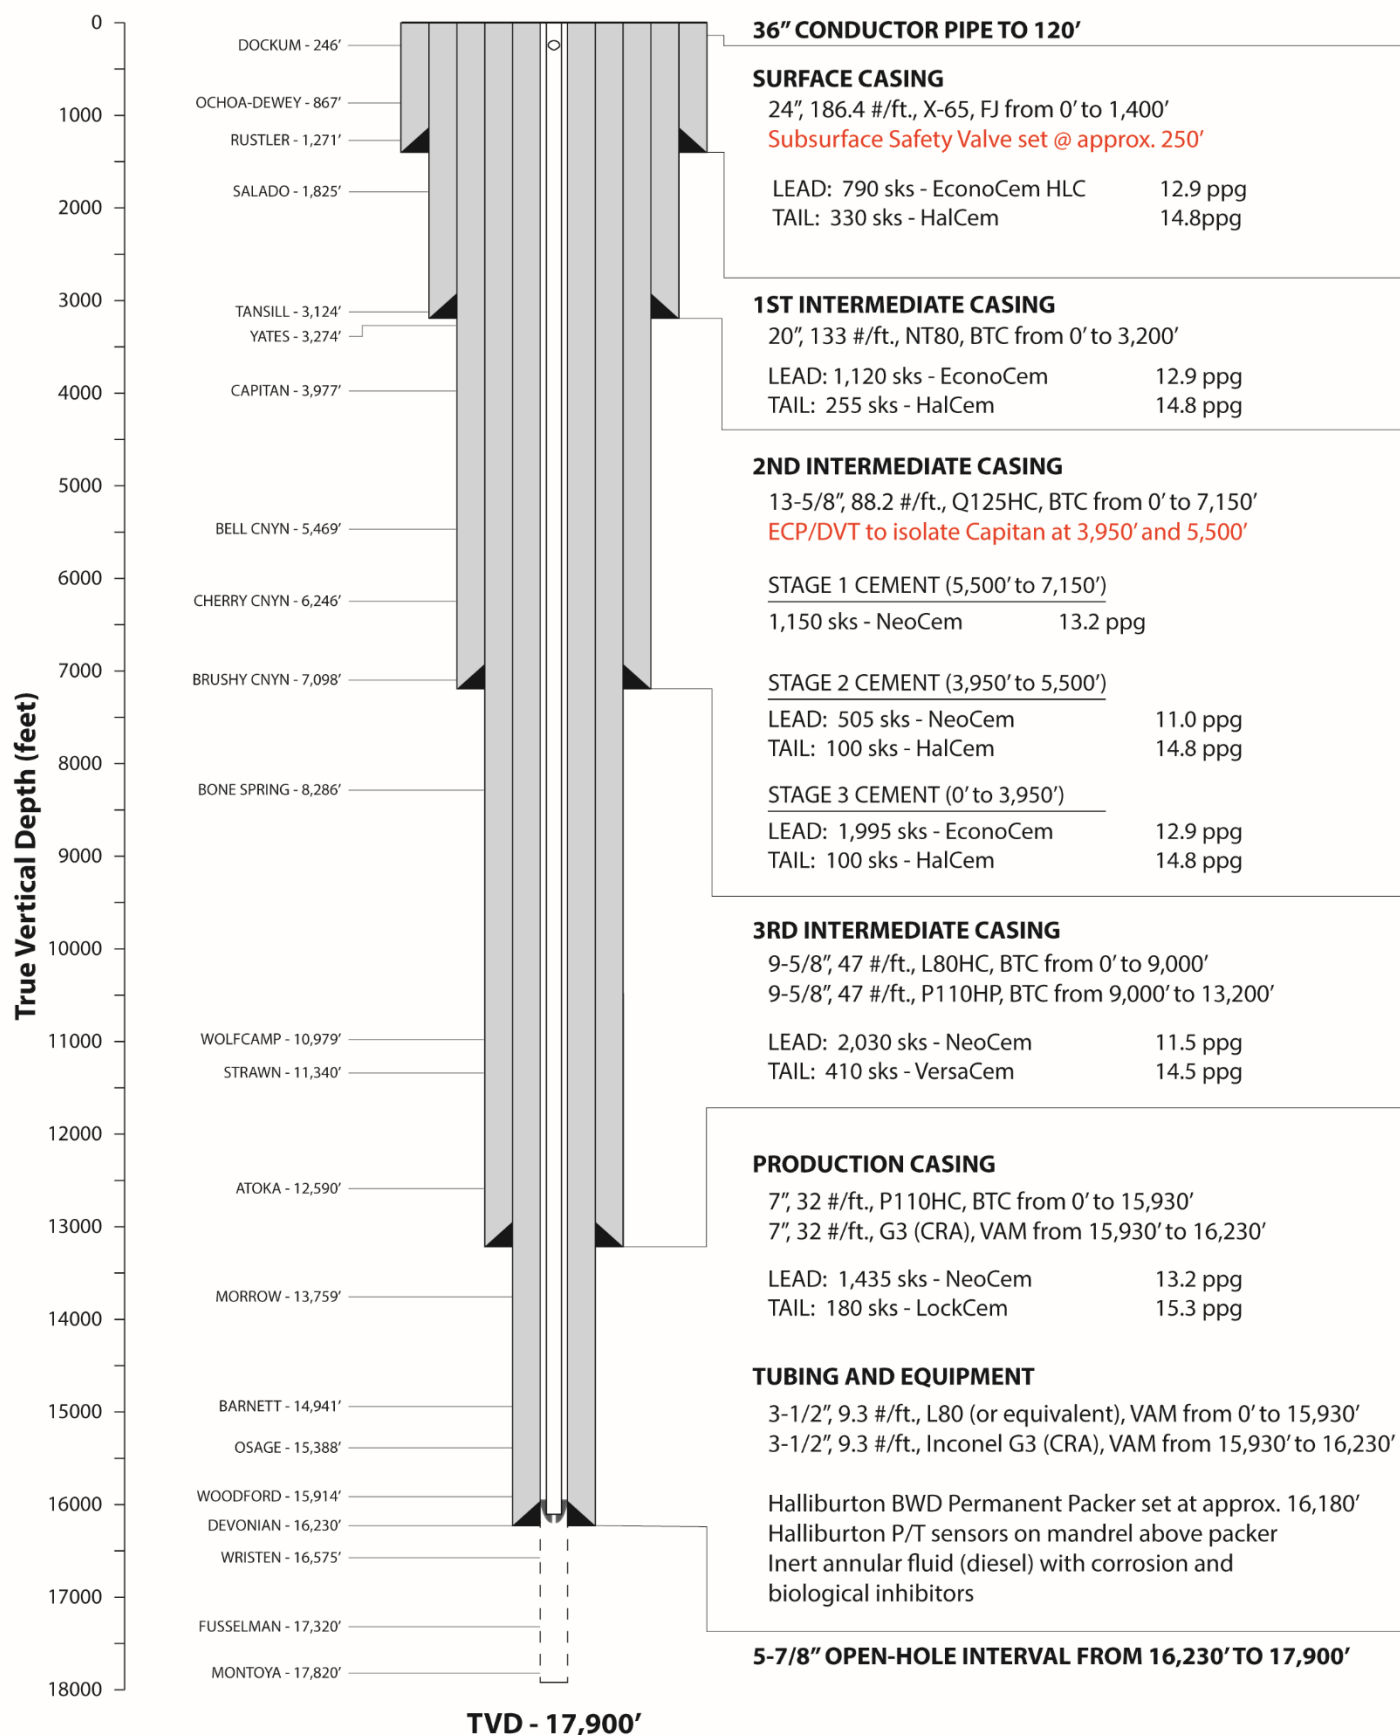 True Vertical Depth (feet)
0
1000
2000
3000
4000
5000
6000
7000
8000
9000
10000
11000
12000
13000
14000
15000
16000
17000
18000
DOCKUM - 246’
OCHOA-DEWEY - 867’
RUSTLER - 1,271’
SALADO - 1,825’
TANSILL - 3,124’
YATES - 3,274’
CAPITAN - 3,977’
BELL CNYN - 5,469’
CHERRY CNYN - 6,246’
BRUSHY CNYN - 7,098’
BONE SPRING - 8,286’
WOLFCAMP - 10,979’
STRAWN - 11,340’
ATOKA - 12,590’
MORROW - 13,759’
BARNETT - 14,941’
OSAGE - 15,388’
WOODFORD - 15,914’
DEVONIAN - 16,230’
WRISTEN - 16,575’
FUSSELMAN - 17,320’
MONTOYA - 17,820’
TVD - 17,900’
36” CONDUCTOR PIPE TO 120’
SURFACE CASING
24”, 186.4 #/ft., X-65, FJ from 0’ to 1,400’
Subsurface Safety Valve set @ approx. 250’
LEAD: 790 sks - EconoCem HLC 12.9 ppg
TAIL: 330 sks - HalCem 14.8ppg
1ST INTERMEDIATE CASING
20”, 133 #/ft., NT80, BTC from 0’ to 3,200’
LEAD: 1,120 sks - EconoCem 12.9 ppg
TAIL: 255 sks - HalCem 14.8 ppg
2ND INTERMEDIATE CASING
13-5/8”, 88.2 #/ft., Q125HC, BTC from 0’ to 7,150’
ECP/DVT to isolate Capitan at 3,950’ and 5,500’
STAGE 1 CEMENT (5,500’ to 7,150’)
1,150 sks - NeoCem 13.2 ppg
STAGE 2 CEMENT (3,950’ to 5,500’)
LEAD: 505 sks - NeoCem 11.0 ppg
TAIL: 100 sks - HalCem 14.8 ppg
STAGE 3 CEMENT (0’ to 3,950’)
LEAD: 1,995 sks - EconoCem 12.9 ppg
TAIL: 100 sks - HalCem 14.8 ppg
3RD INTERMEDIATE CASING
9-5/8”, 47 #/ft., L80HC, BTC from 0’ to 9,000’
9-5/8”, 47 #/ft., P110HP, BTC from 9,000’ to 13,200’
LEAD: 2,030 sks - NeoCem 11.5 ppg
TAIL: 410 sks - VersaCem 14.5 ppg
PRODUCTION CASING
7”, 32 #/ft., P110HC, BTC from 0’ to 15,930’
7”, 32 #/ft., G3 (CRA), VAM from 15,930’ to 16,230’
LEAD: 1,435 sks - NeoCem 13.2 ppg
TAIL: 180 sks - LockCem 15.3 ppg
TUBING AND EQUIPMENT
3-1/2”, 9.3 #/ft., L80 (or equivalent), VAM from 0’ to 15,930’
3-1/2”, 9.3 #/ft., Inconel G3 (CRA), VAM from 15,930’ to 16,230’
Halliburton BWD Permanent Packer set at approx. 16,180’
Halliburton P/T sensors on mandrel above packer
Inert annular fluid (diesel) with corrosion and
biological inhibitors
5-7/8” OPEN-HOLE INTERVAL FROM 16,230’ TO 17,900’